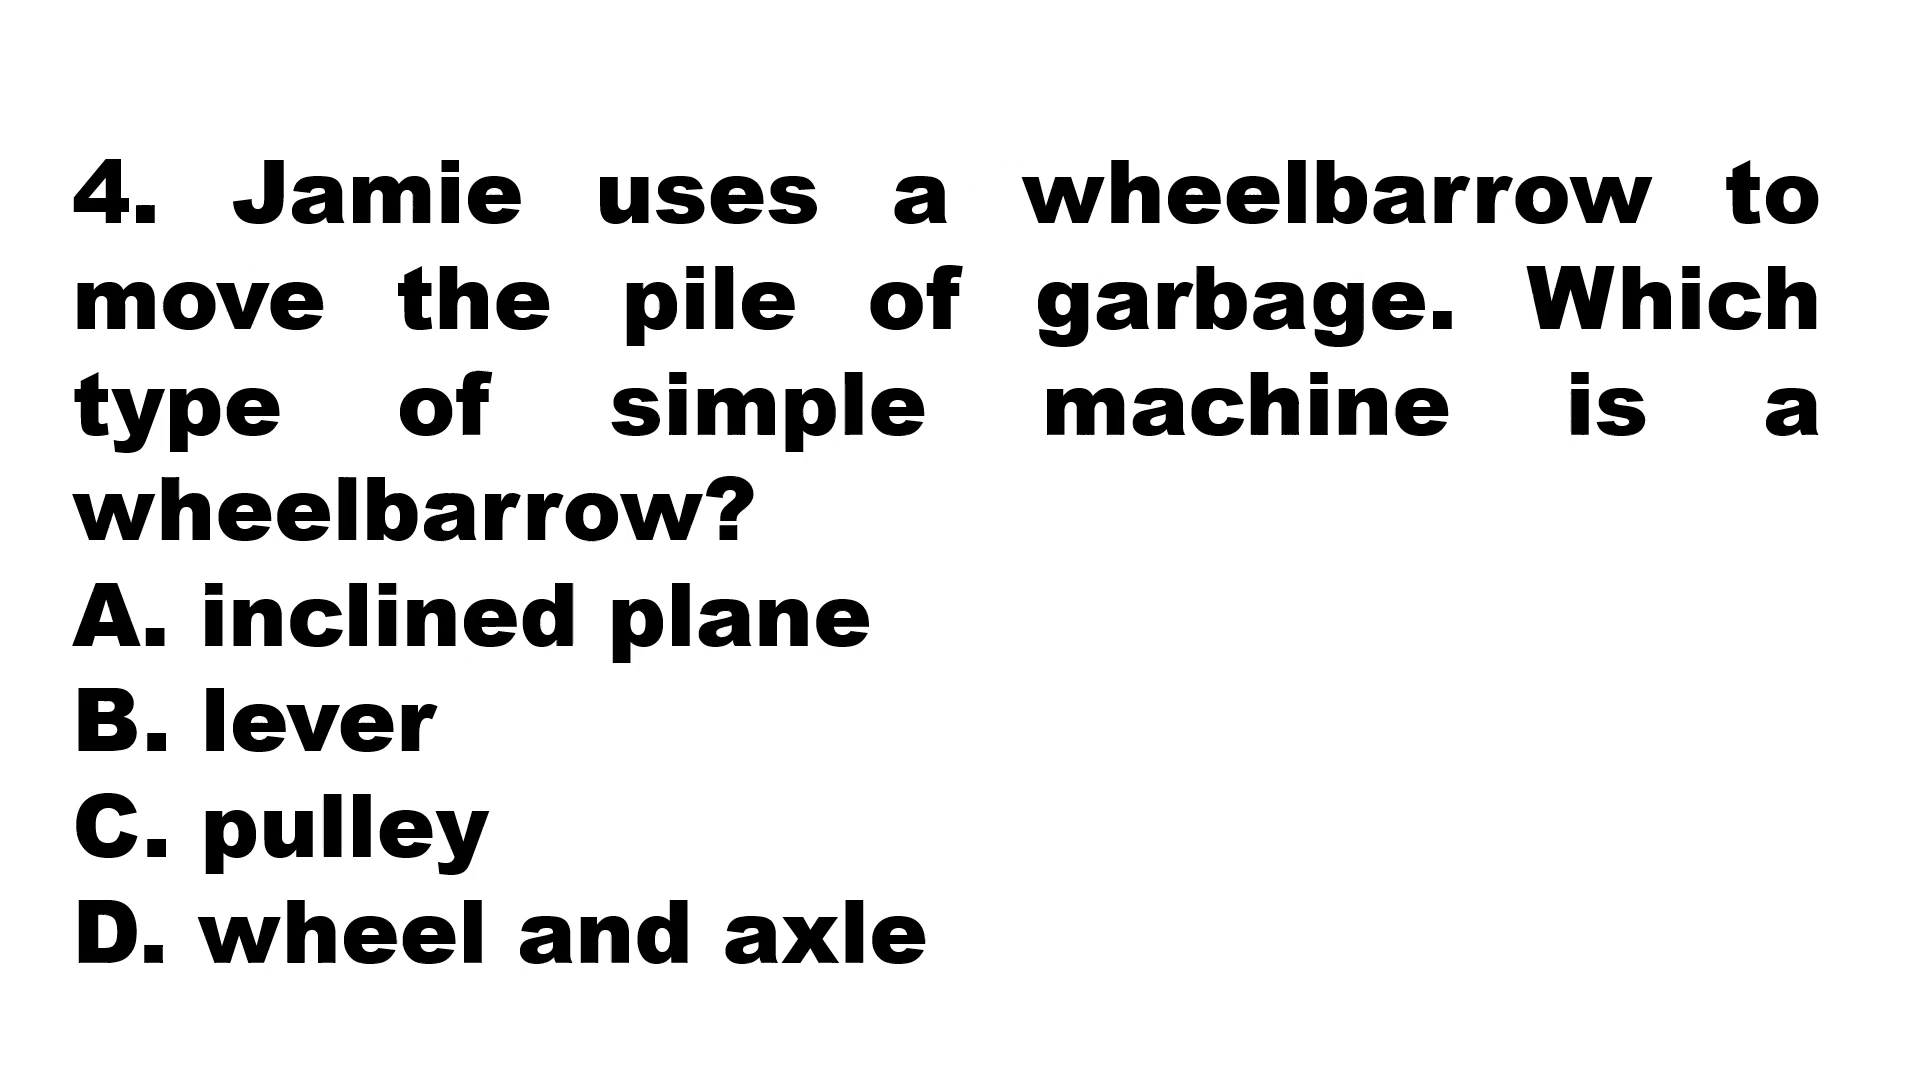 4. Jamie uses a wheelbarrow to
move the pile of garbage. Which
type of simple machine is a
wheelbarrow?
A. inclined plane
B. lever
C. pulley
D. wheel and axle